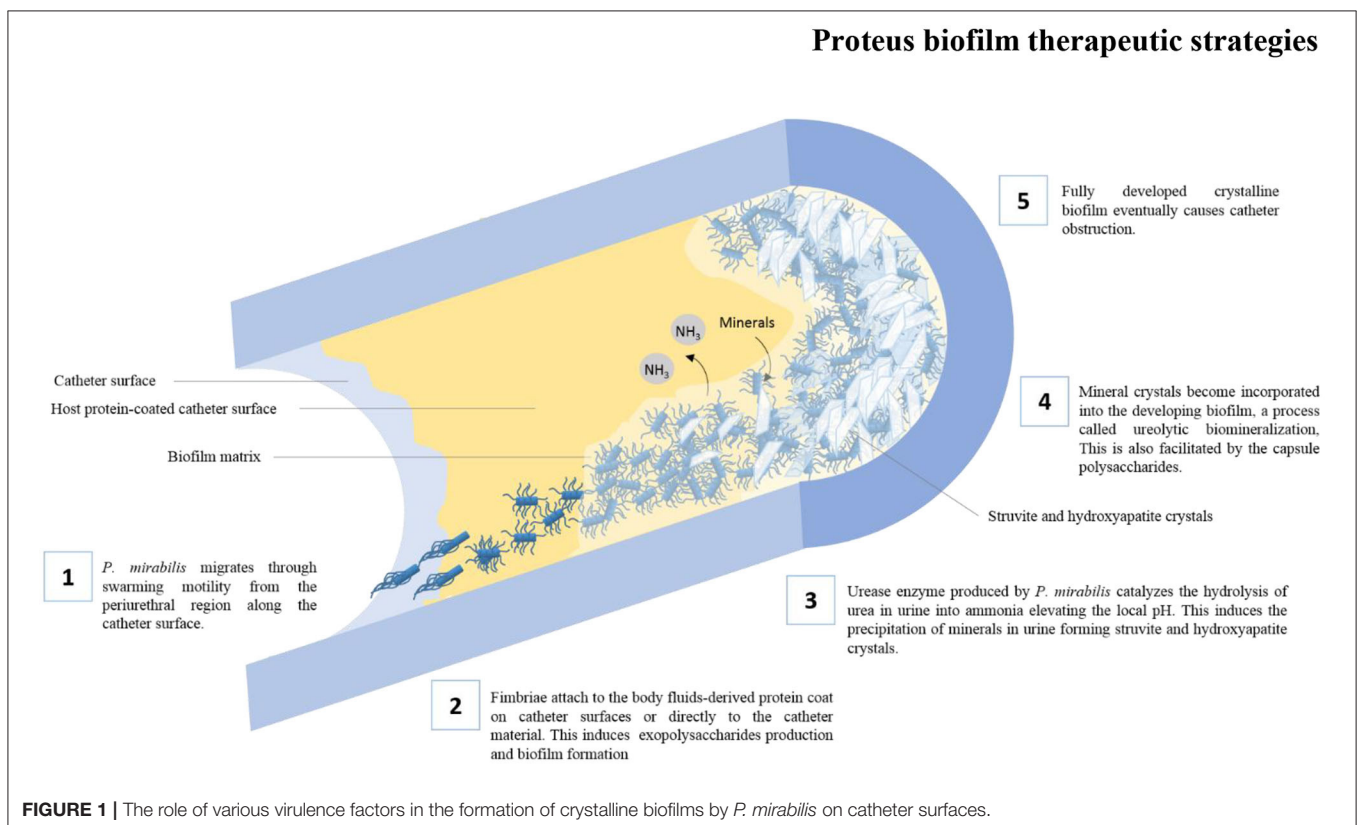 Proteus biofilm therapeutic strategies
5
Fully developed crystalline
biofilm eventually causes catheter
obstruction.
NH3
Minerals
NH3
Catheter surface
Host protein-coated catheter surface
Biofilm matrix
4
Mineral crystals become incorporated
into the developing biofilm, a process
called ureolytic biomineralization,
This is also facilitated by the capsule
polysaccharides.
Struvite and hydroxyapatite crystals
1
P. mirabilis migrates through
swarming motility from the
periurethral region along the
catheter surface.
3
Urease enzyme produced by P. mirabilis catalyzes the hydrolysis of
urea in urine into ammonia elevating the local pH. This induces the
precipitation of minerals in urine forming struvite and hydroxyapatite
crystals.
2
Fimbriae attach to the body fluids-derived protein coat
on catheter surfaces or directly to the catheter
material. This induces exopolysaccharides production
and biofilm formation
FIGURE 1 | The role of various virulence factors in the formation of crystalline biofilms by P. mirabilis on catheter surfaces.